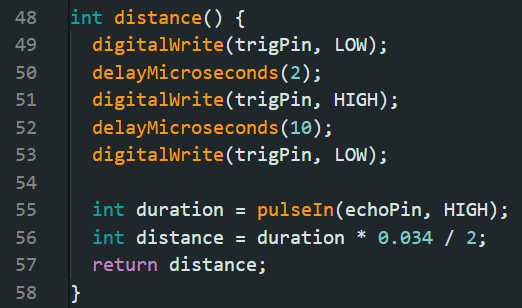 48 int distance() {
49   digitalWrite(trigPin, LOW);
50   delayMicroseconds(2);
51   digitalWrite(trigPin, HIGH);
52   delayMicroseconds(10);
53   digitalWrite(trigPin, LOW);
54
55   int duration = pulseIn(echoPin, HIGH);
56   int distance = duration * 0.034 / 2;
57   return distance;
58 }